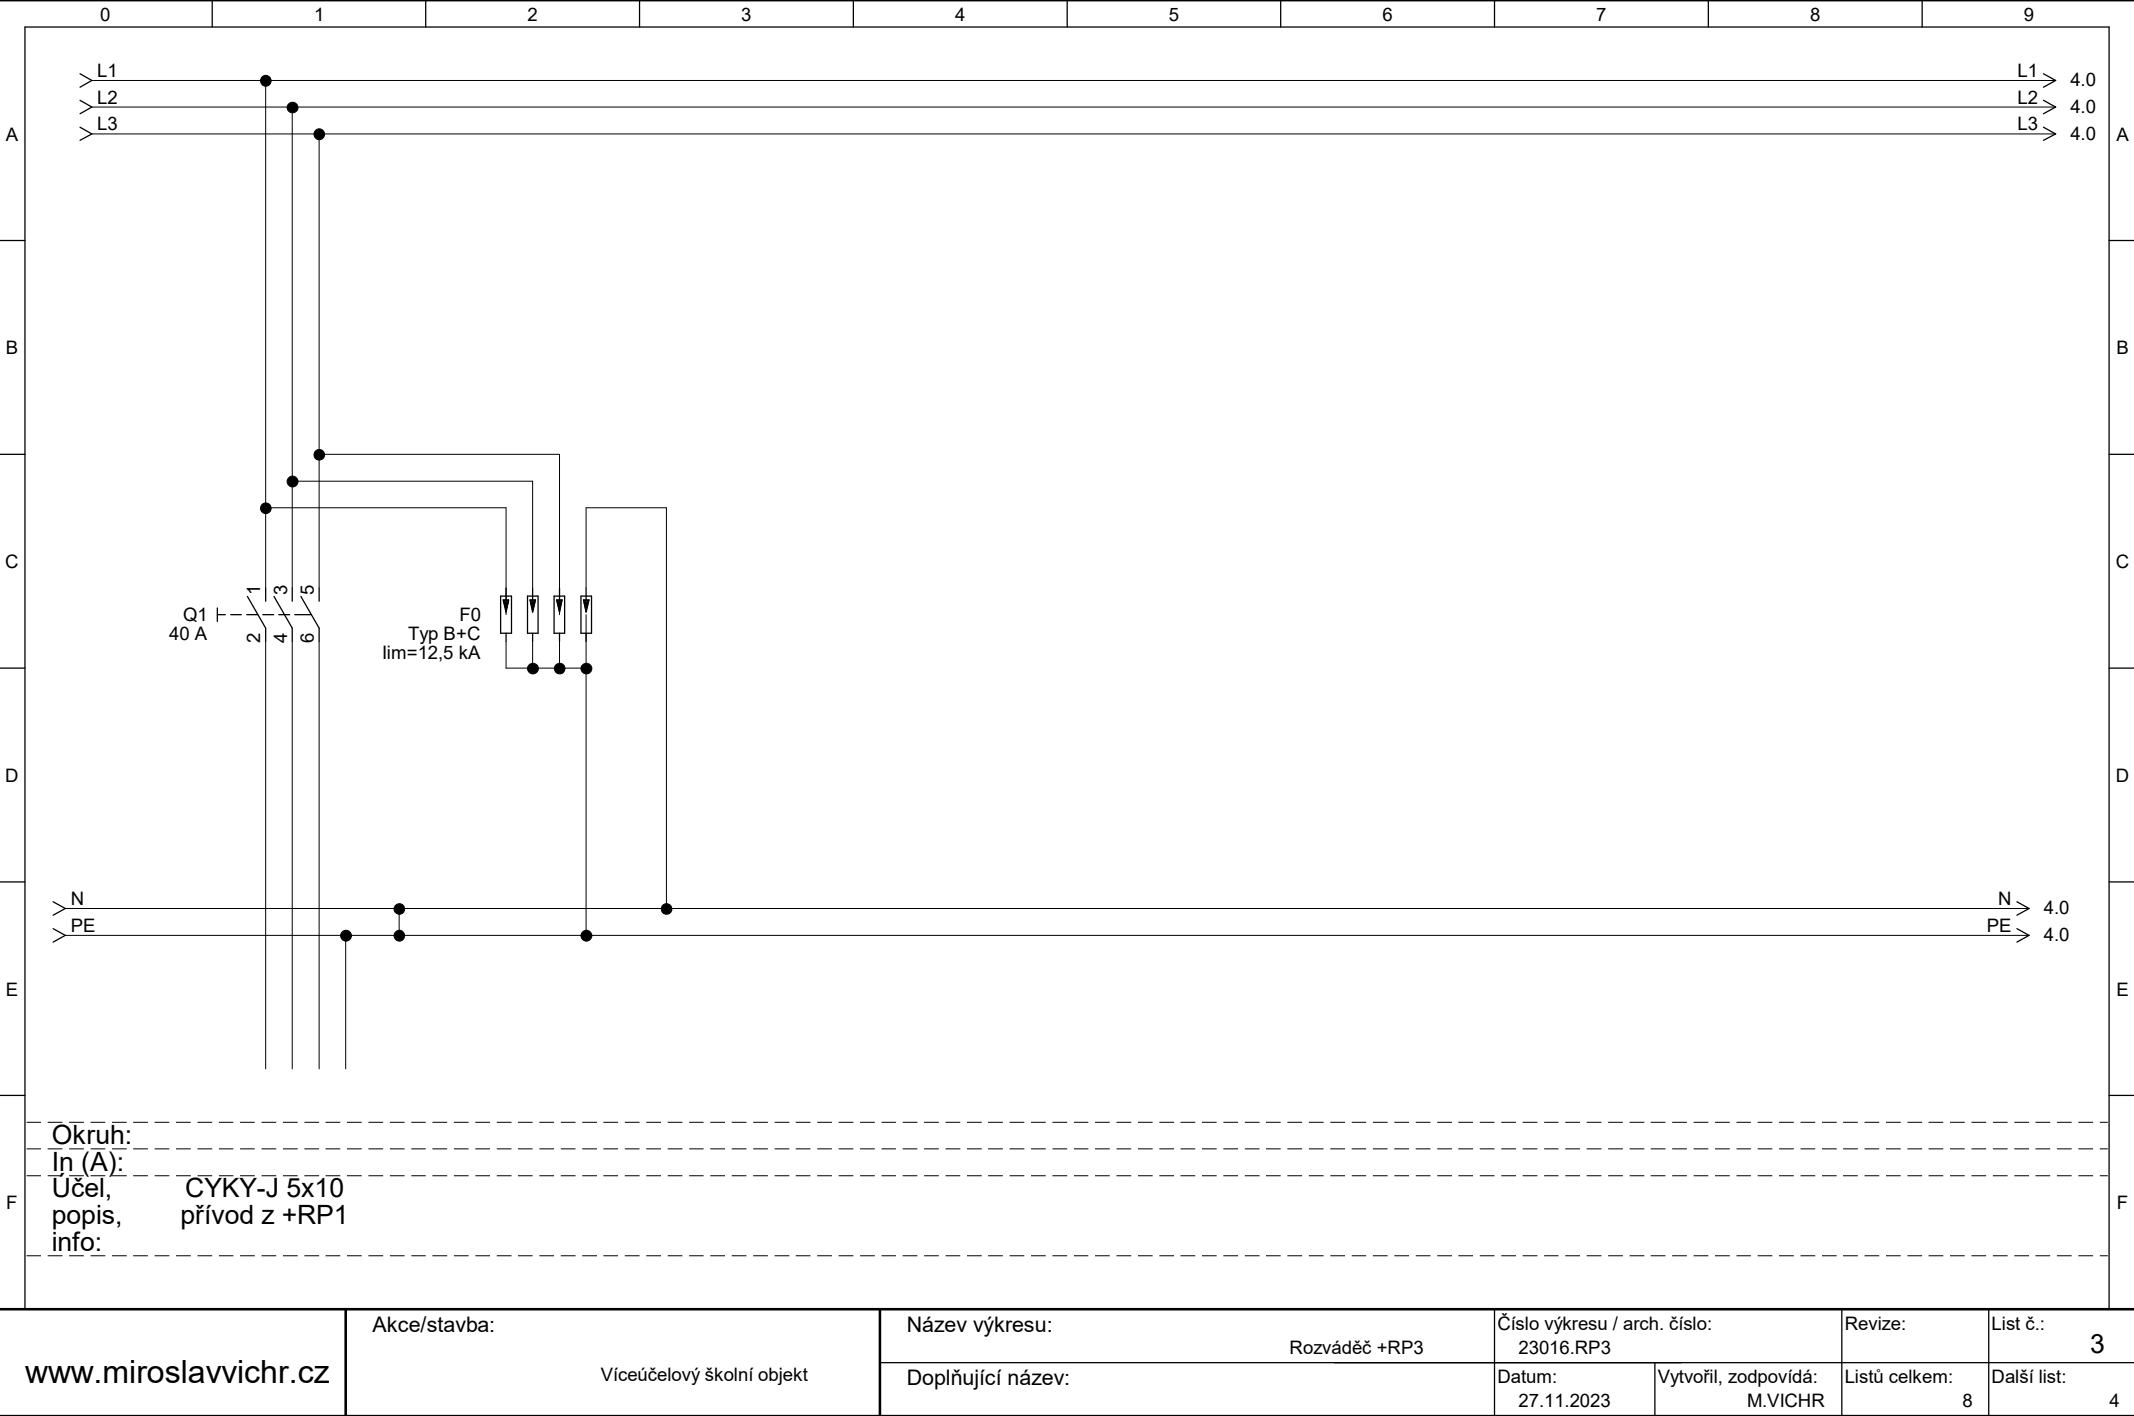 0 1 2 3 4 5 6 7 8 9
L1 L1 4.0
L2 L2 4.0
L3 L3 4.0
A A
B B
C C
1 3 5
Q1
40 A
2 4 6
F0
Typ B+C
Iim=12,5 kA
D D
N N 4.0
PE PE 4.0
E E
Okruh:
In (A):
Účel, CYKY-J 5x10
popis, přívod z +RP1
info:
F F
www.miroslavvichr.cz
Akce/stavba:
Víceúčelový školní objekt
Název výkresu:
Rozváděč +RP3
Doplňující název:
Číslo výkresu / arch. číslo:
23016.RP3
Revize:
List č.:
3
Datum:
27.11.2023
Vytvořil, zodpovídá:
M.VICHR
Listů celkem:
8
Další list:
4